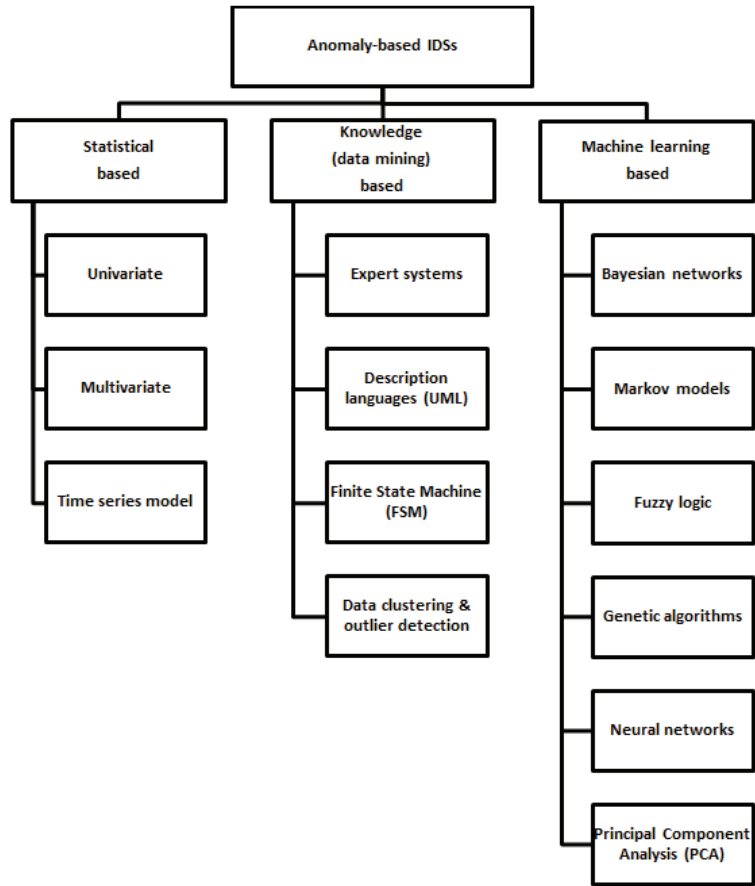 Anomaly-based IDSs
Statistical
based
Knowledge
(data mining)
based
Machine learning
based
Univariate
Multivariate
Time series model
Expert systems
Description
languages (UML)
Finite State Machine
(FSM)
Data clustering &
outlier detection
Bayesian networks
Markov models
Fuzzy logic
Genetic algorithms
Neural networks
Principal Component
Analysis (PCA)